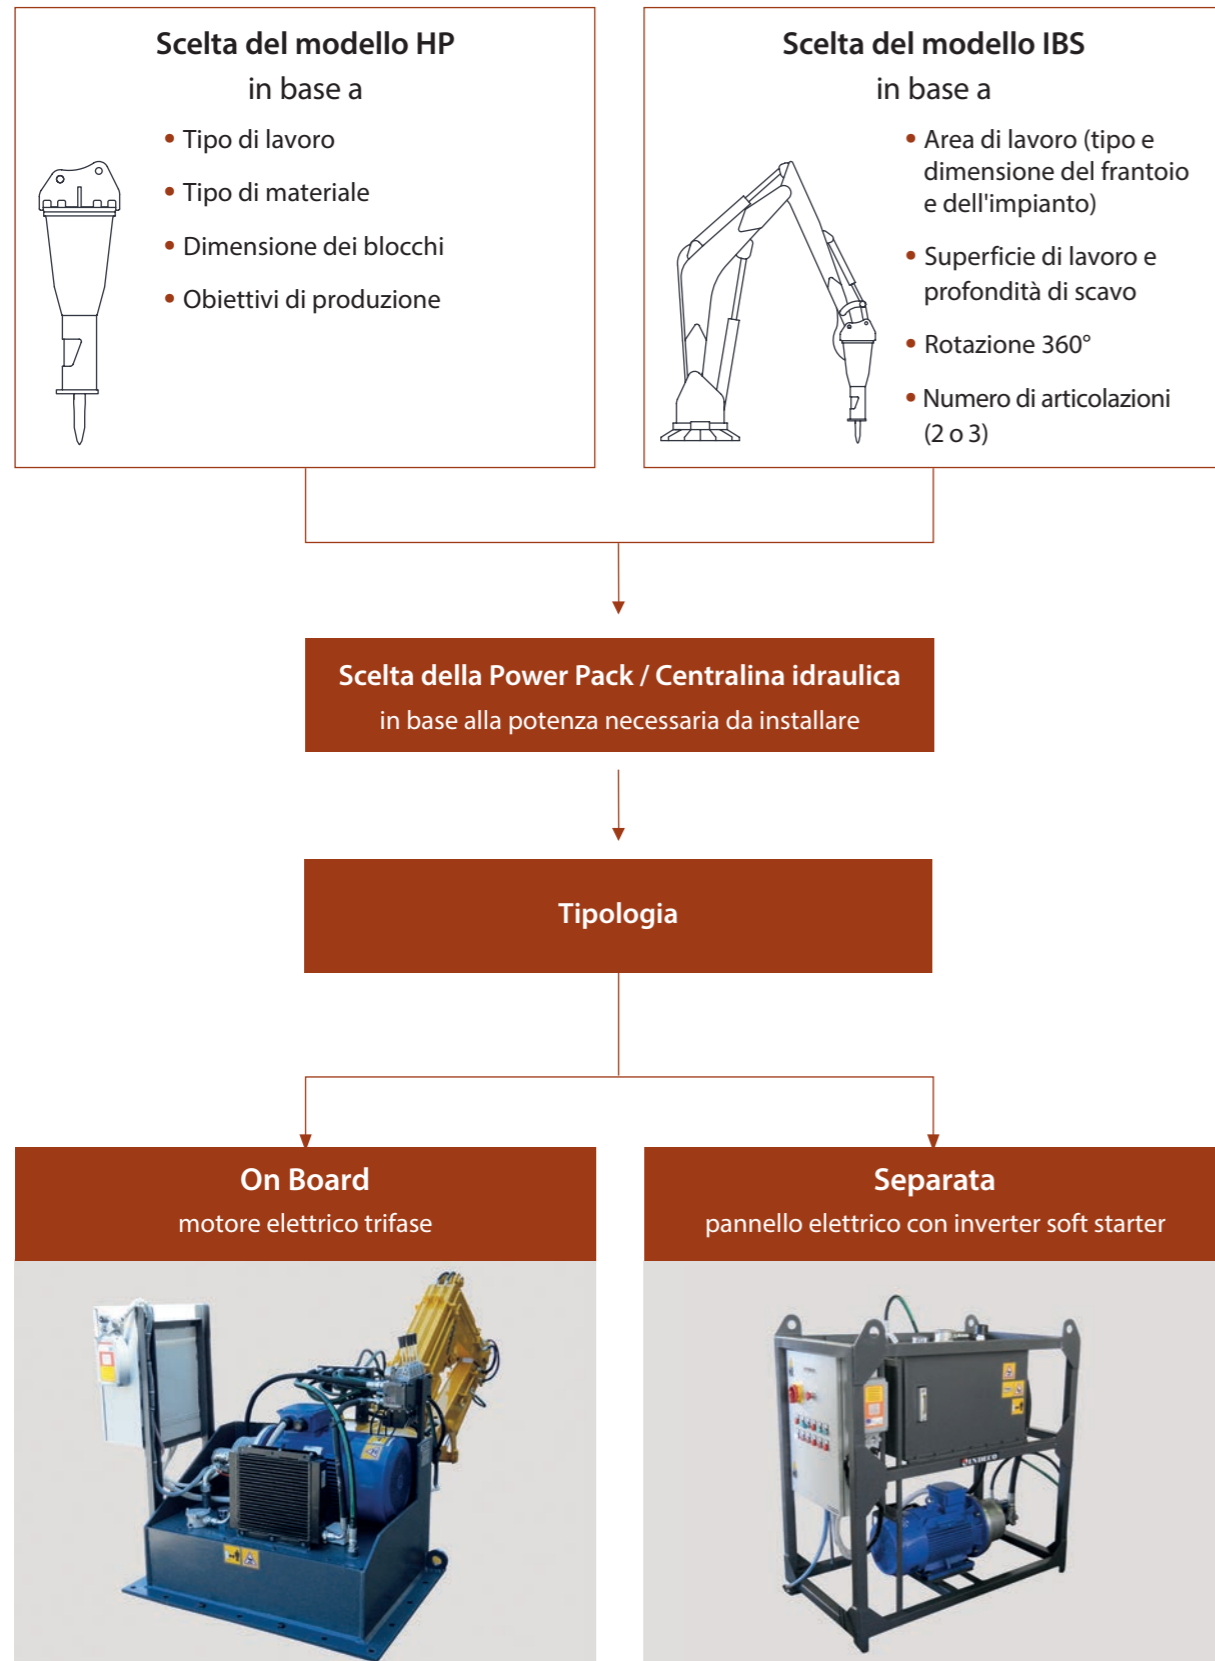 Scelta del modello HP
in base a
• Tipo di lavoro
• Tipo di materiale
• Dimensione dei blocchi
• Obiettivi di produzione
Scelta del modello IBS
in base a
• Area di lavoro (tipo e
dimensione del frantoio
e dell'impianto)
• Superficie di lavoro e
profondità di scavo
• Rotazione 360°
• Numero di articolazioni
(2 o 3)
Scelta della Power Pack / Centralina idraulica
in base alla potenza necessaria da installare
Tipologia
On Board
motore elettrico trifase
Separata
pannello elettrico con inverter soft starter
INDECO